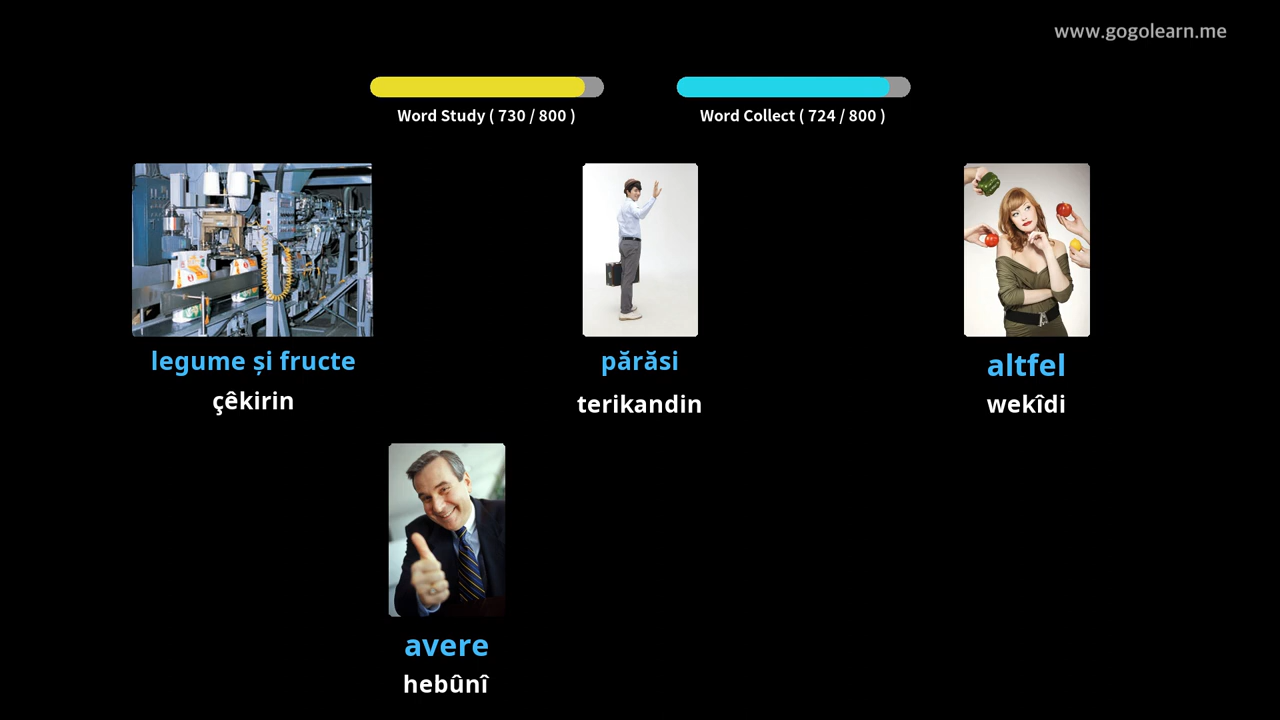 www.gogolearn.me
Word Study ( 730 / 800 )
Word Collect ( 724 / 800 )
legume și fructe
çêkirin
părăsi
terikandin
altfel
wekîdi
avere
hebûnî